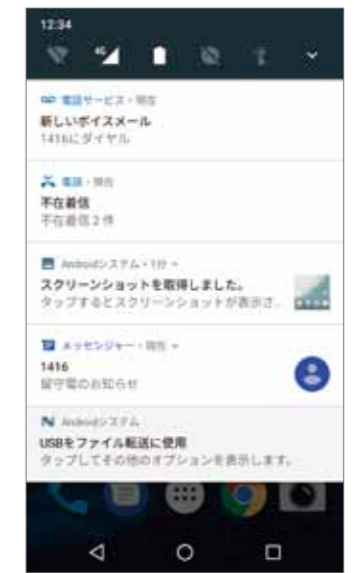 12:34
4G
電話サービス・現在
新しいボイスメール
1416にダイヤル
電話・現在
不在着信
不在着信 2 件
Androidシステム・1分
スクリーンショットを取得しました。
タップするとスクリーンショットが表示さ..
メッセンジャー・現在
1416
留守電のお知らせ
Androidシステム
USBをファイル転送に使用
タップしてその他のオプションを表示します。